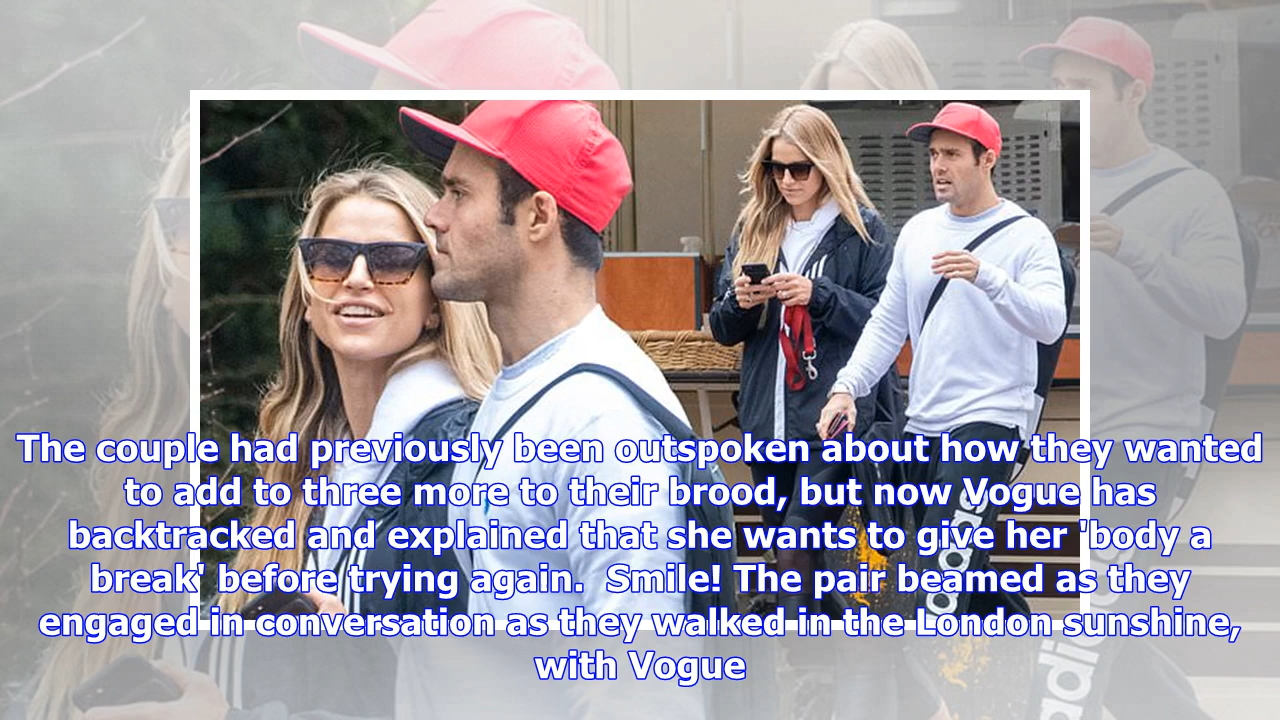 The couple had previously been outspoken about how they wanted
to add to three more to their brood, but now Vogue has
backtracked and explained that she wants to give her 'body a
break' before trying again.  Smile! The pair beamed as they
engaged in conversation as they walked in the London sunshine,
with Vogue
adidas
adidas